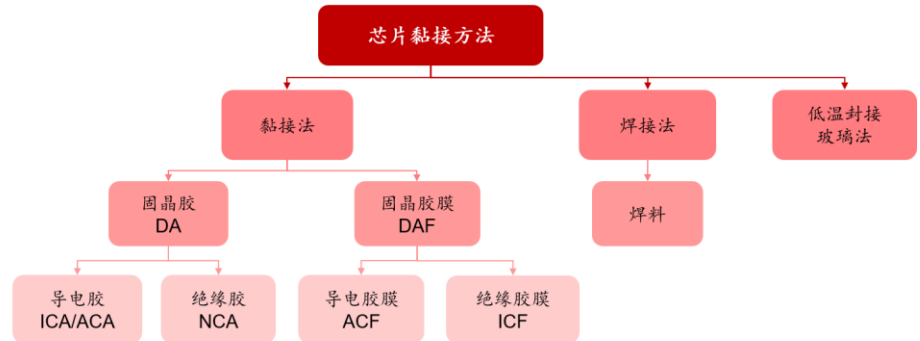 芯片黏接方法
黏接法
焊接法
低温封接
玻璃法
固晶胶
DA
固晶胶膜
DAF
焊料
导电胶
ICA/ACA
绝缘胶
NCA
导电胶膜
ACF
绝缘胶膜
ICF